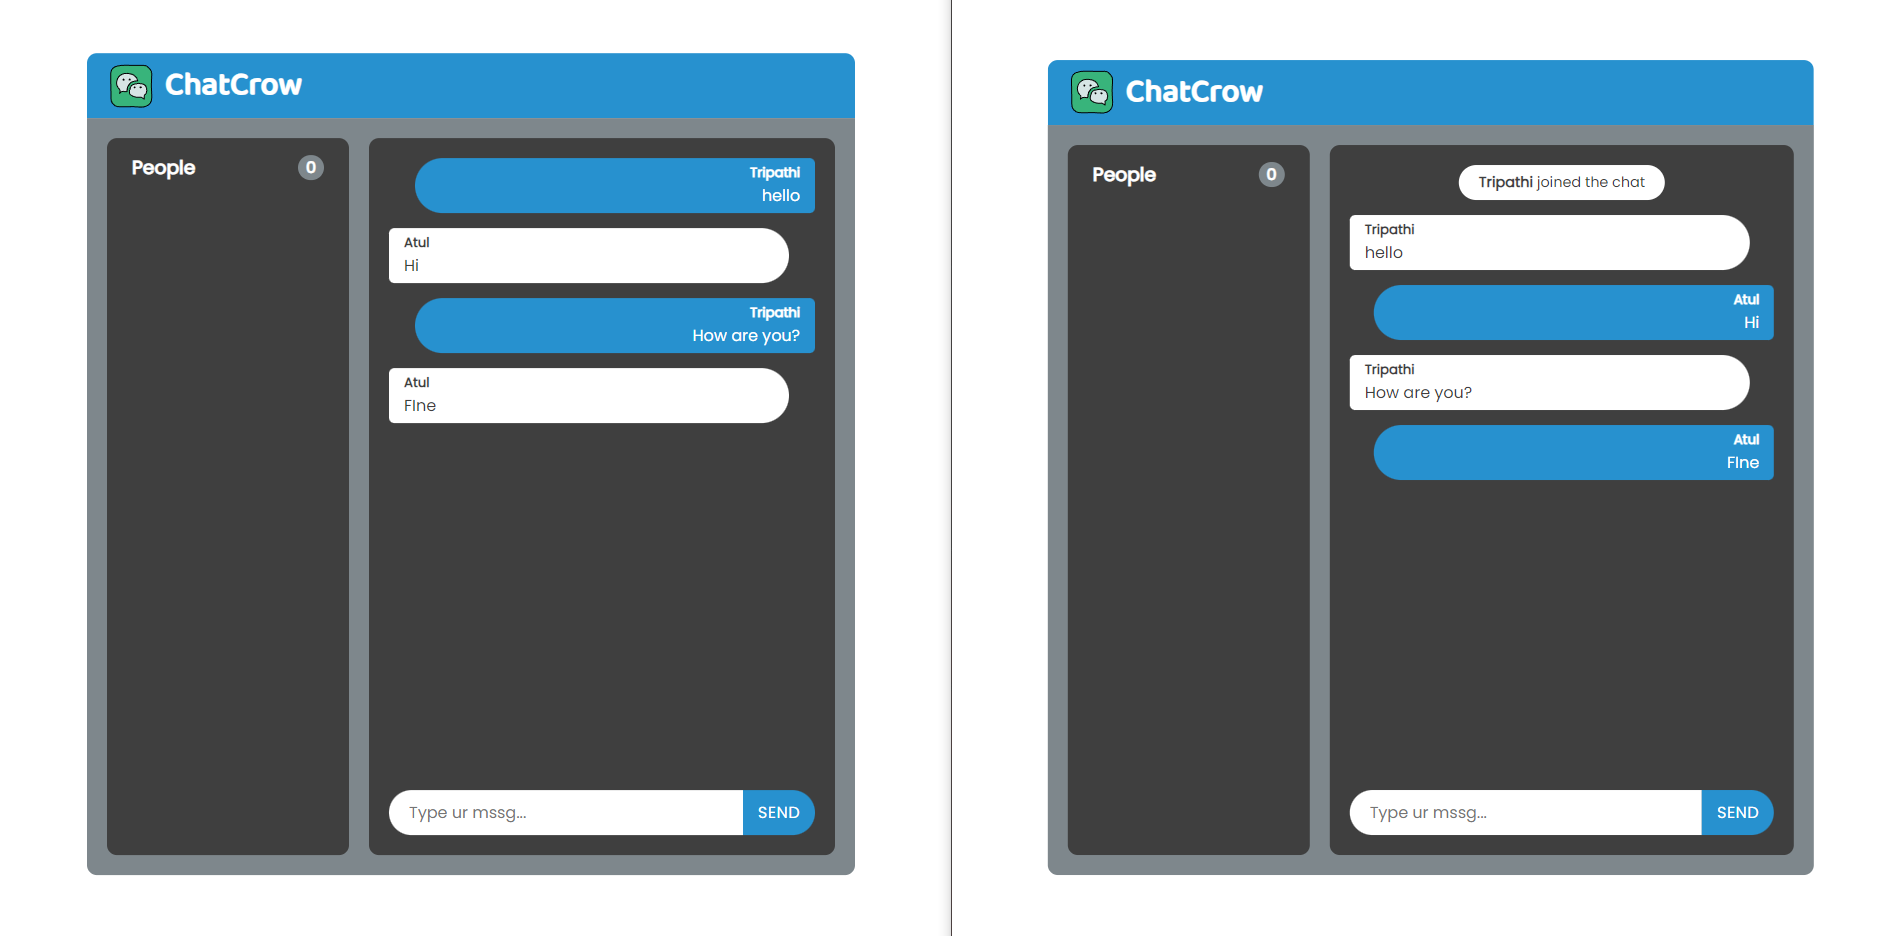 ChatCrow
People 0
Tripathi
hello
Atul
Hi
Tripathi
How are you?
Atul
FIne
Type ur mssg...
SEND
ChatCrow
People 0
Tripathi joined the chat
Tripathi
hello
Atul
Hi
Tripathi
How are you?
Atul
FIne
Type ur mssg...
SEND